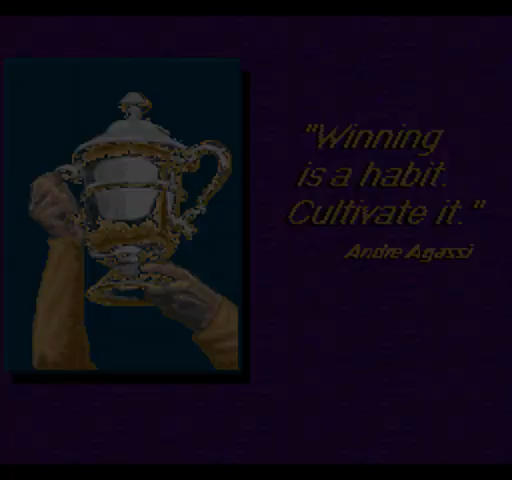 "Winning
is a habit.
Cultivate it."
Andre Agassi